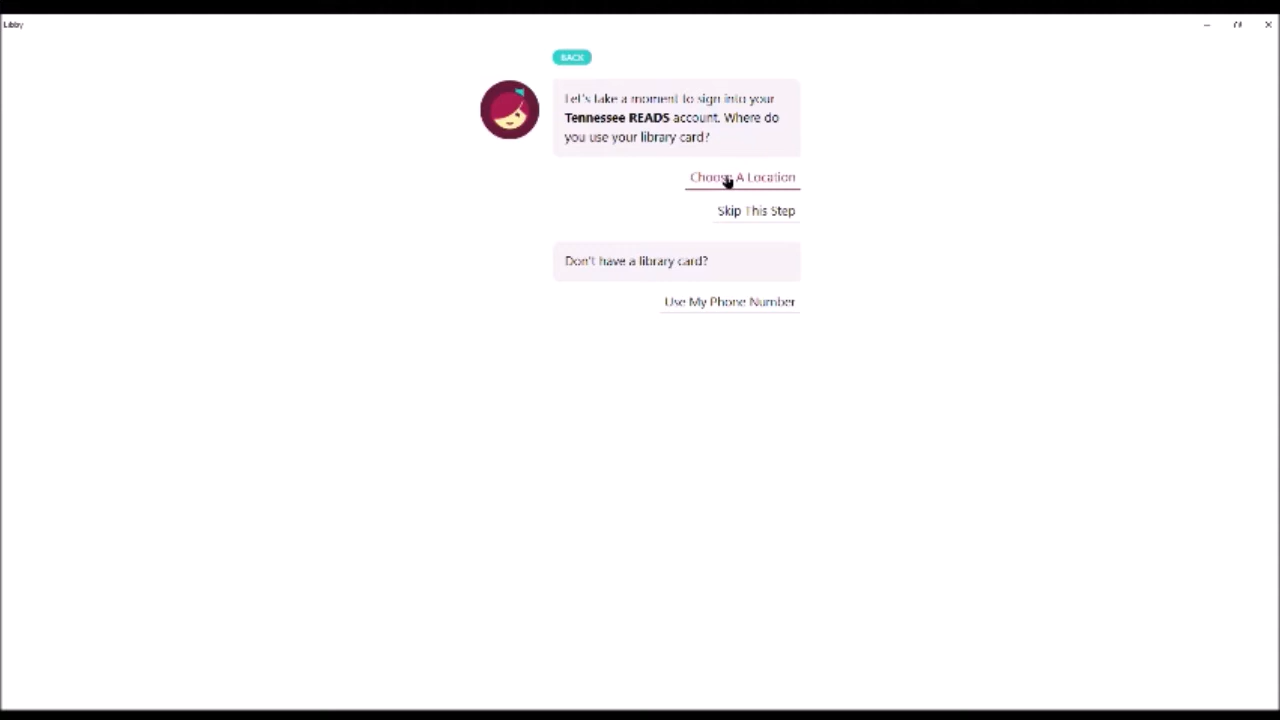 Libby
BACK
Let's take a moment to sign into your
Tennessee READS account. Where do
you use your library card?
Choose A Location
Skip This Step
Don't have a library card?
Use My Phone Number